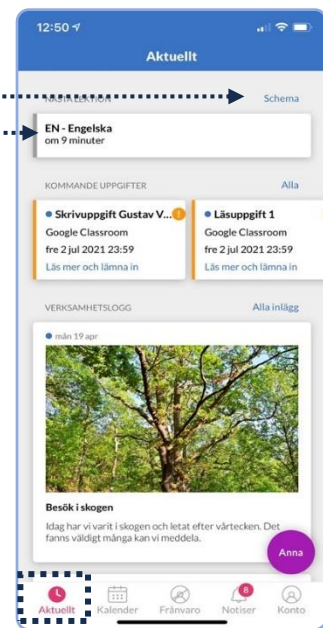 12:50
Aktuellt
NÄSTA LEKTION
Schema
EN - Engelska
om 9 minuter
KOMMANDE UPPGIFTER
Alla
Skrivuppgift Gustav V...
Google Classroom
fre 2 jul 2021 23:59
Läs mer och lämna in
Läsuppgift 1
Google Classroom
fre 2 jul 2021 23:59
Läs mer och lämna in
VERKSAMHETSLOGG
Alla inlägg
mån 19 apr
Besök i skogen
Idag har vi varit i skogen och letat efter vårtecken. Det
fanns väldigt många kan vi meddela.
Anna
8
Aktuellt
Kalender
Frånvaro
Notiser
Konto